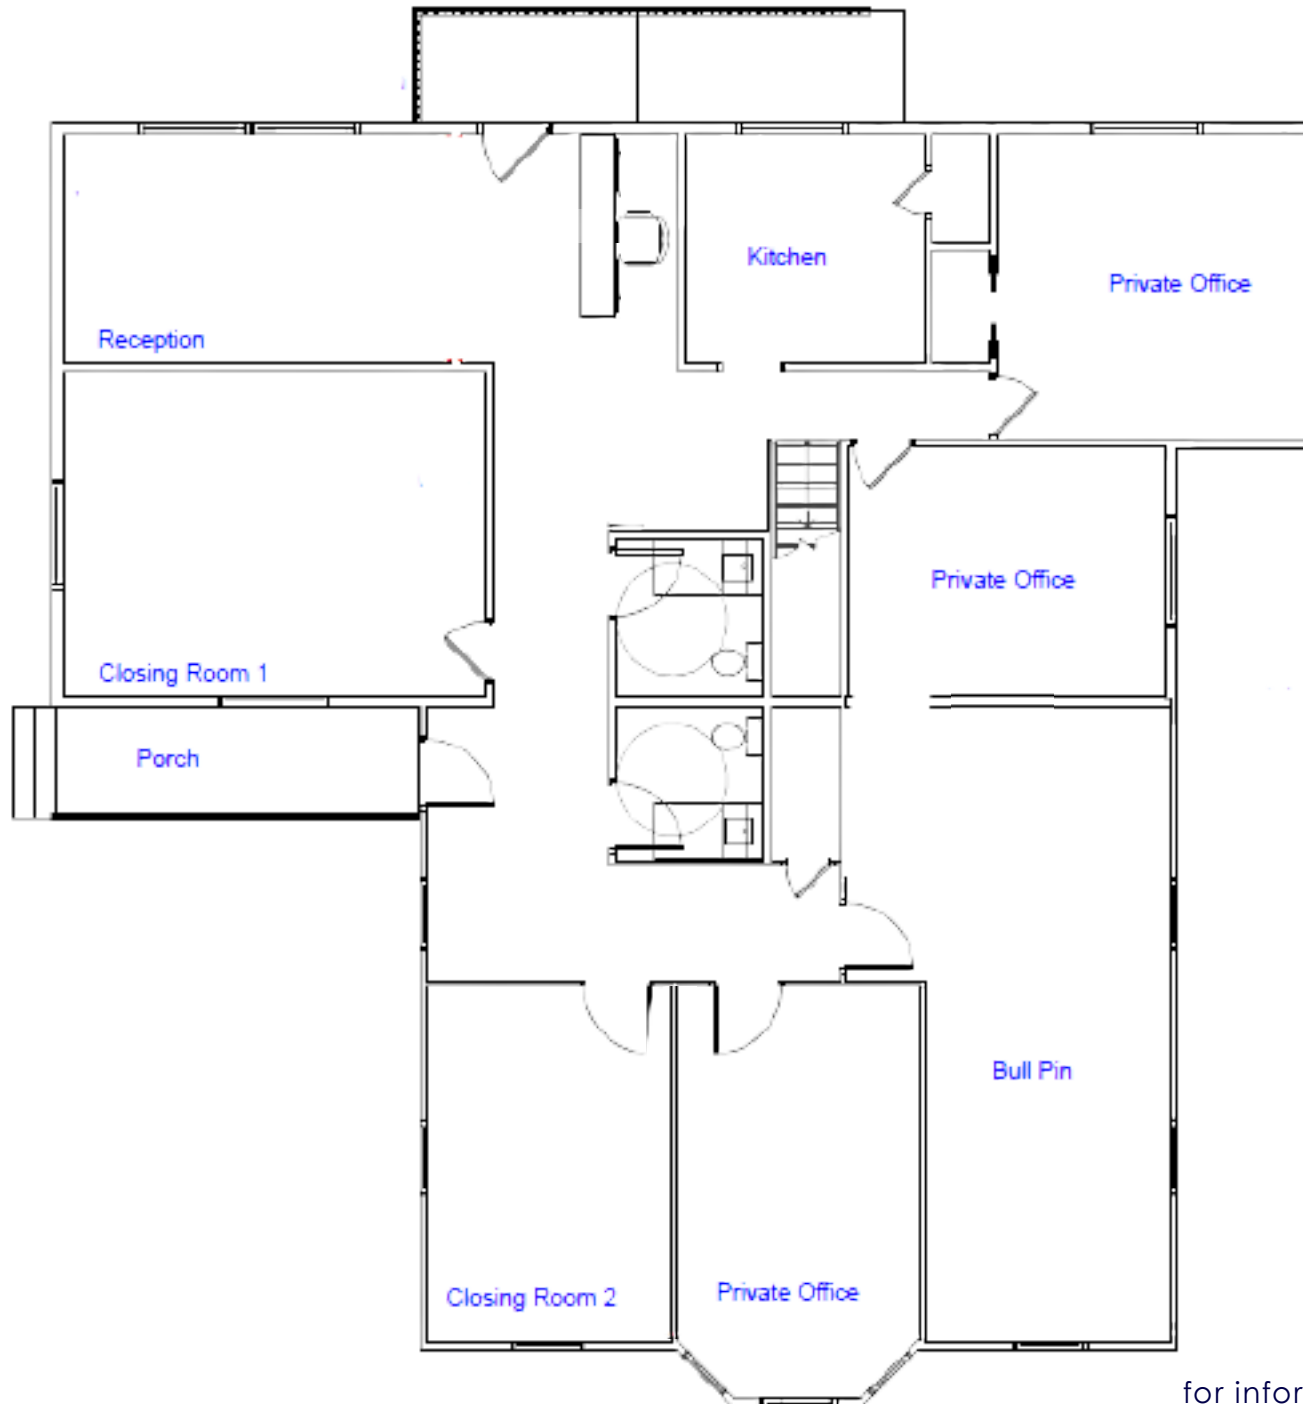 Kitchen
Private Office
Reception
Private Office
Closing Room 1
Porch
Bull Pin
Closing Room 2
Private Office
for infor